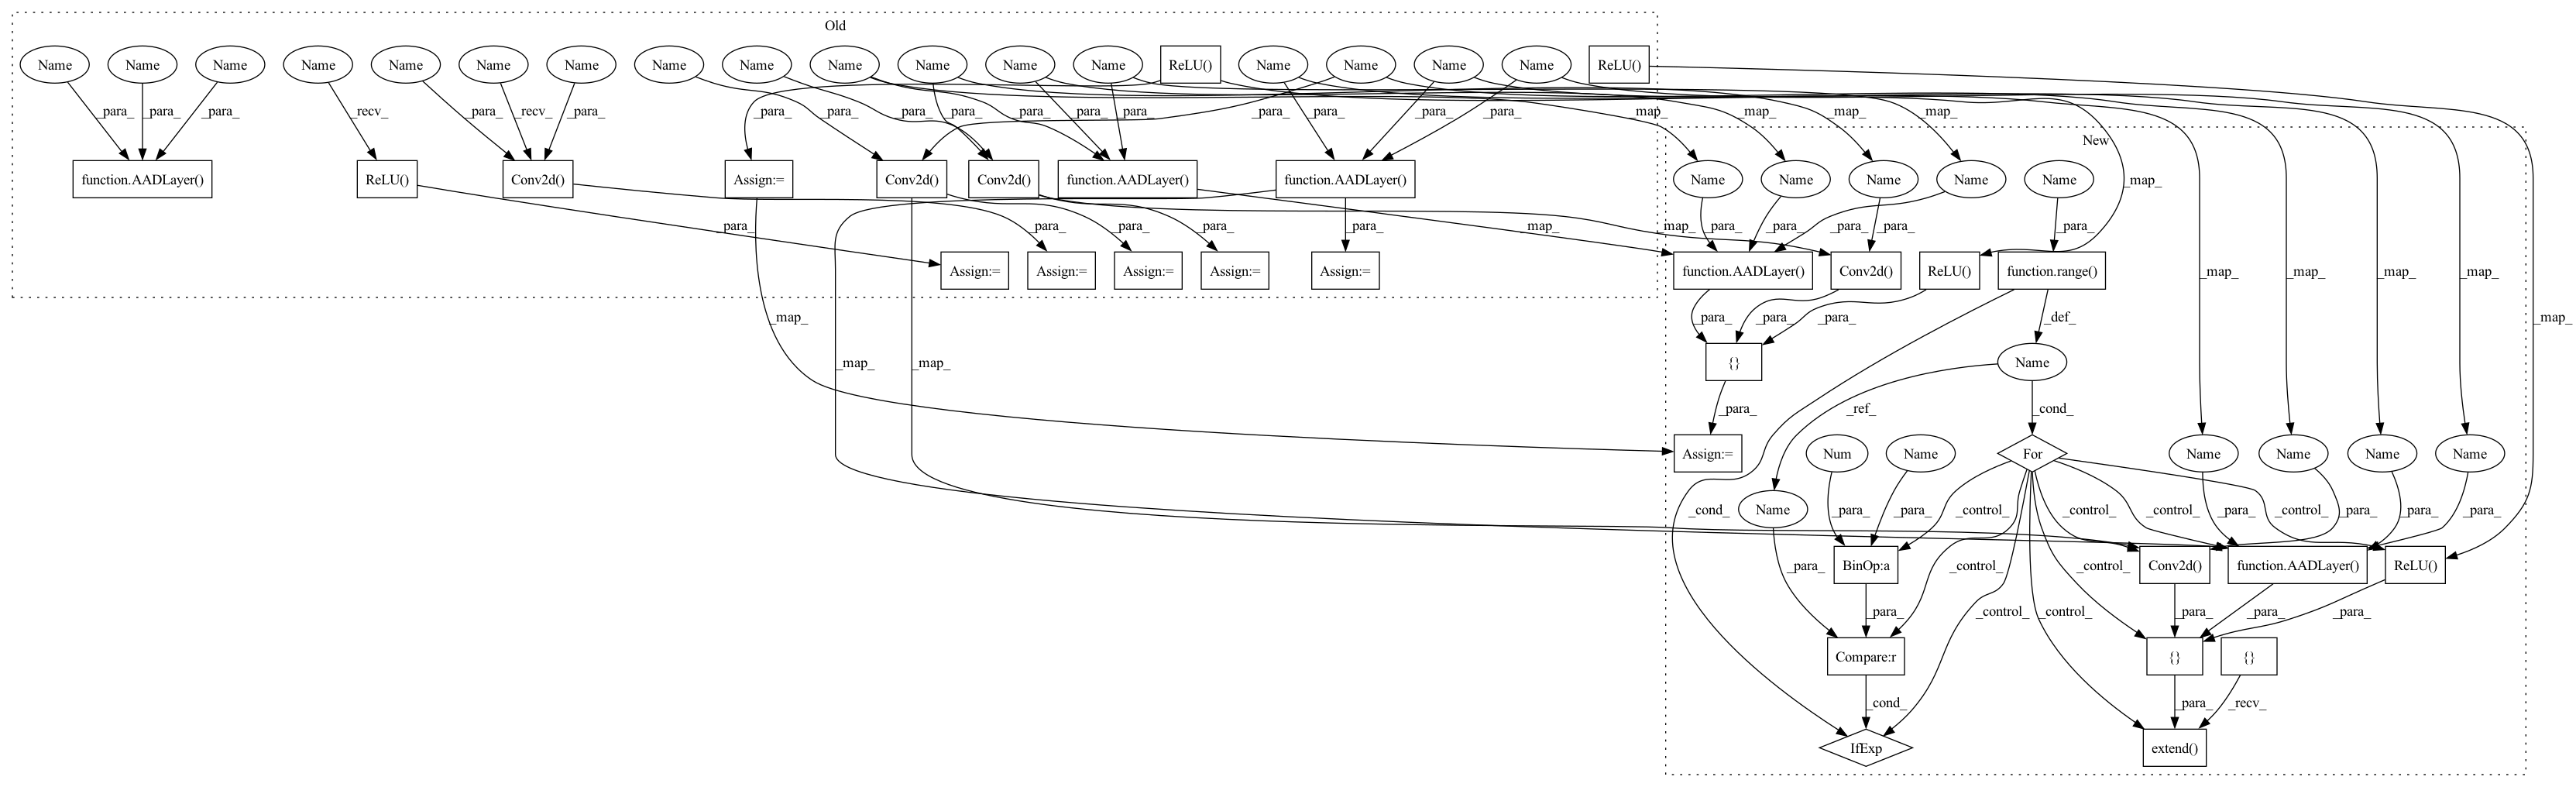 Old
Name Name Name Name Name Name Name Name Name Name Name Name Name ReLU() Name Name Name Name ReLU()
_para_ _para_ _para_ _recv_ _para_ _recv_ _para_ _para_ _para_ _para_ _para_ _para_ _para_ _para_ _para_ _para_ _para_ _map_ _map_ _map_ _map_
New
function.AADLayer() ReLU() Conv2d() Assign:= Conv2d() Conv2d() function.AADLayer() function.AADLayer() Name Name Name Name Name _map_
_para_ _para_ _para_ _para_ _para_ _map_ _para_ _map_ _para_ _para_ _para_ _para_
Assign:= Assign:= Assign:= Assign:= Assign:= function.AADLayer() Conv2d() ReLU() function.range() _map_ _map_ _map_ _map_
_map_ _para_ _para_ _para_ _def_ _map_
_map_ _map_ {} Name
_para_ _ref_ _cond_
Assign:= Num Name For Name Name Name Name
_cond_ Name _para_ _para_ _control_ _control_ _control_ _para_ _control_ _para_ _para_ _para_
_para_ BinOp:a _control_ _control_ Conv2d() function.AADLayer() ReLU()
_para_ _control_ _control_ _para_ _para_ _para_
Compare:r {} {}
_cond_ _para_ _recv_
IfExp extend()